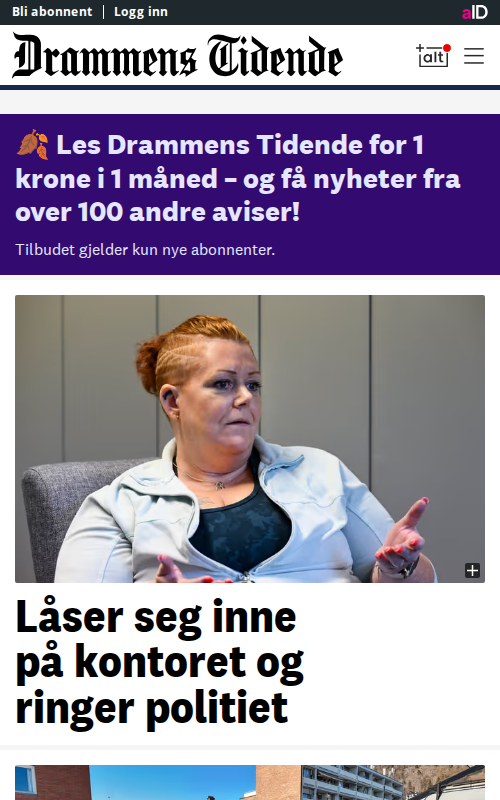 Bli abonnent | Logg inn
aID
Drammens Tidende
+alt
Les Drammens Tidende for 1
krone i 1 måned – og få nyheter fra
over 100 andre aviser!
Tilbudet gjelder kun nye abonnenter.
Låser seg inne
på kontoret og
ringer politiet